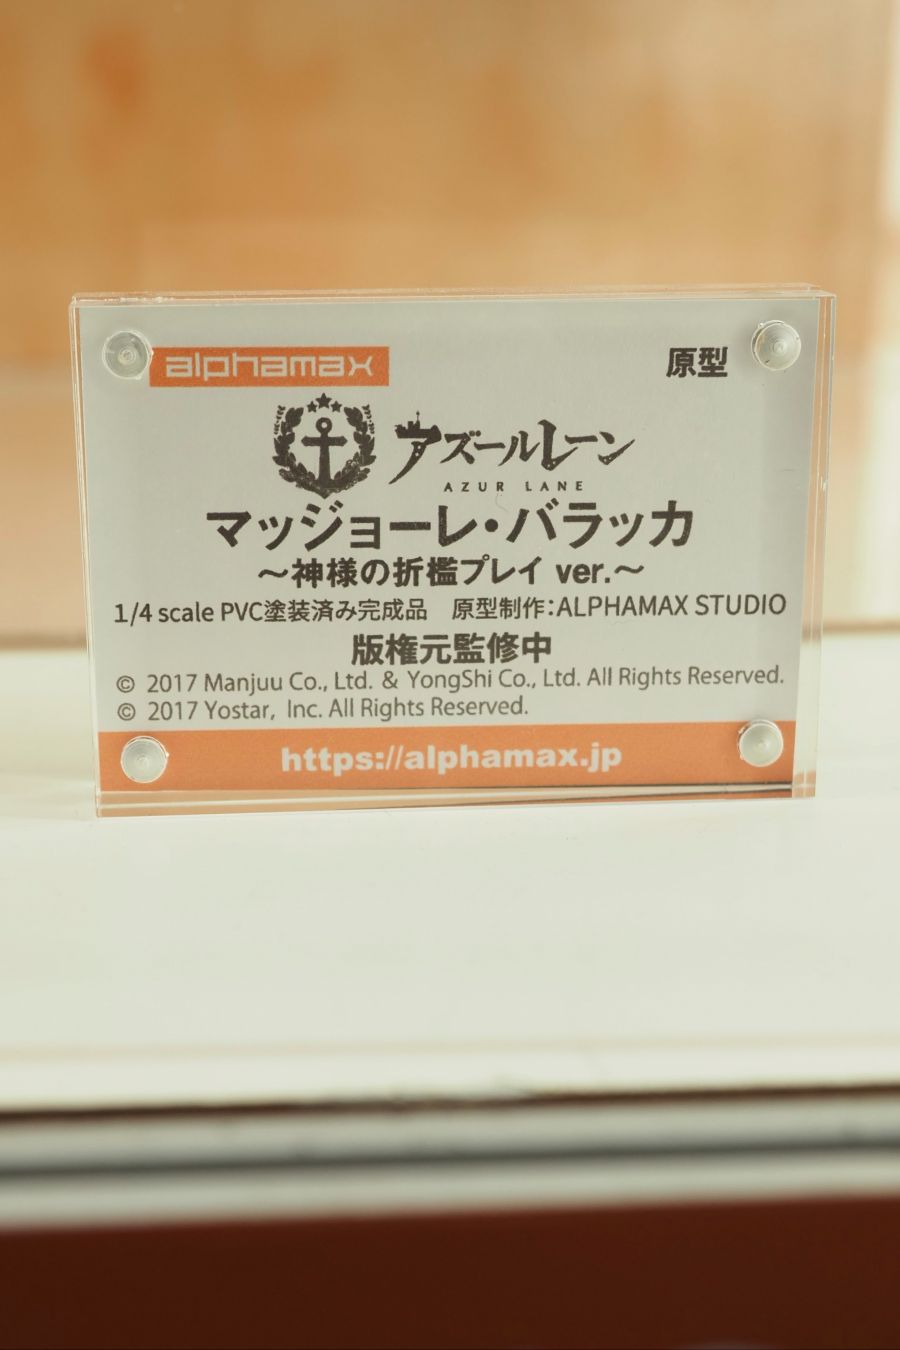 alphamax
原型
アズールレーン
AZUR LANE
マッジョーレ・バラッカ
～神様の折檻プレイ ver.～
1/4 scale PVC塗装済み完成品　原型制作：ALPHAMAX STUDIO
版権元監修中
© 2017 Manjuu Co., Ltd. & YongShi Co., Ltd. All Rights Reserved.
© 2017 Yostar, Inc. All Rights Reserved.
https://alphamax.jp